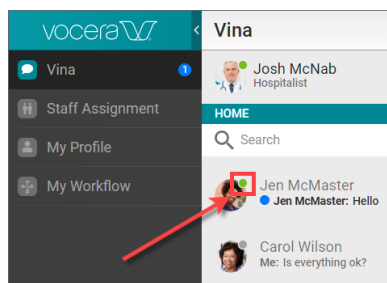 vocera
Vina
1
Staff Assignment
My Profile
My Workflow
Vina
Josh McNab
Hospitalist
HOME
Search
Jen McMaster
Jen McMaster: Hello
Carol Wilson
Me: Is everything ok?